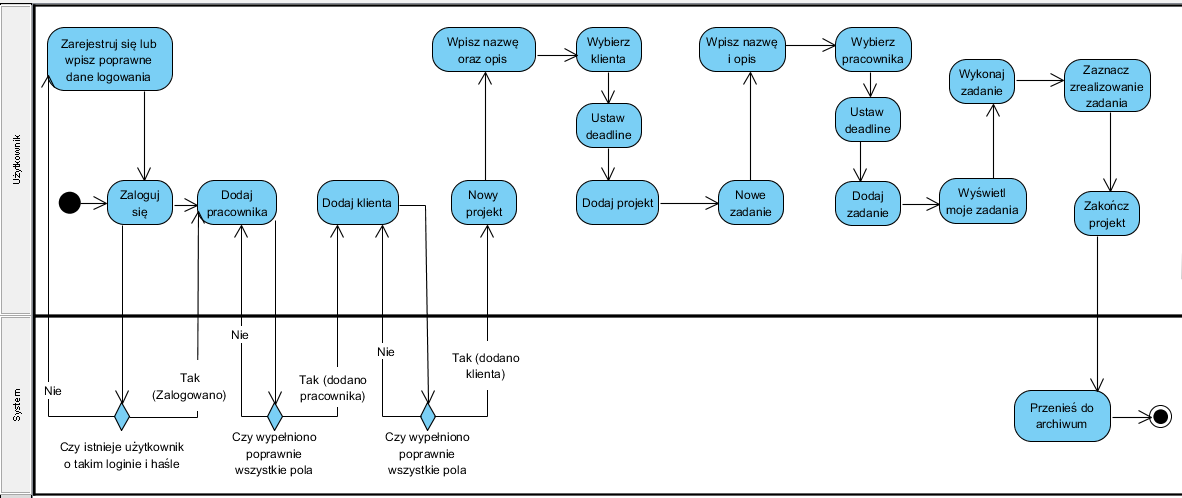 Użytkownik
Zarejestruj się lub
wpisz poprawne
dane logowania
Zaloguj
się
Dodaj
pracownika
Dodaj klienta
Nowy
projekt
Wpisz nazwę
oraz opis
Wybierz
klienta
Ustaw
deadline
Dodaj projekt
Nowe
zadanie
Wpisz nazwę
i opis
Wybierz
pracownika
Ustaw
deadline
Dodaj
zadanie
Wyświetl
moje zadania
Wykonaj
zadanie
Zaznacz
zrealizowanie
zadania
Zakończ
projekt
System
Nie
Tak
(Zalogowano)
Czy istnieje użytkownik
o takim loginie i haśle
Nie
Tak (dodano
pracownika)
Czy wypełniono
poprawnie
wszystkie pola
Nie
Tak (dodano
klienta)
Czy wypełniono
poprawnie
wszystkie pola
Przenieś do
archiwum